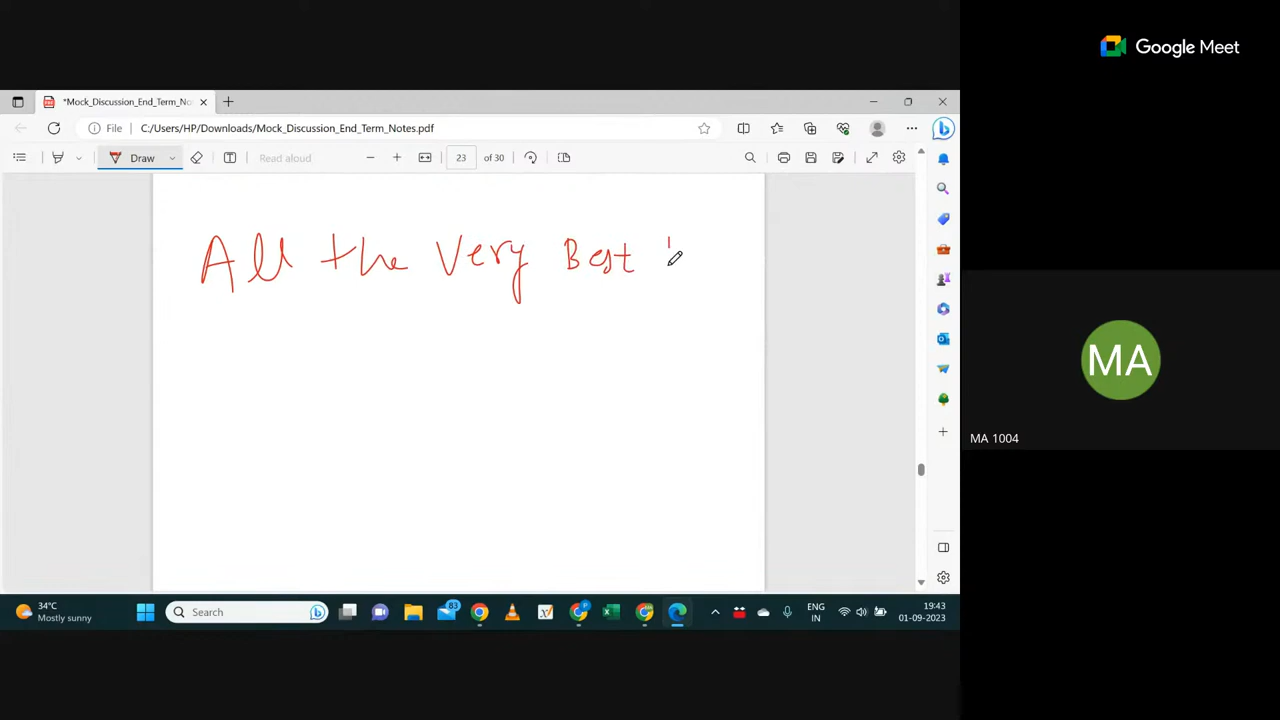 Google Meet
*Mock_Discussion_End_Term_No
File C:/Users/HP/Downloads/Mock_Discussion_End_Term_Notes.pdf
Draw Read aloud 23 of 30
All the Very Best
MA
MA 1004
34°C
Mostly sunny
Search
83
ENG
IN
19:43
01-09-2023